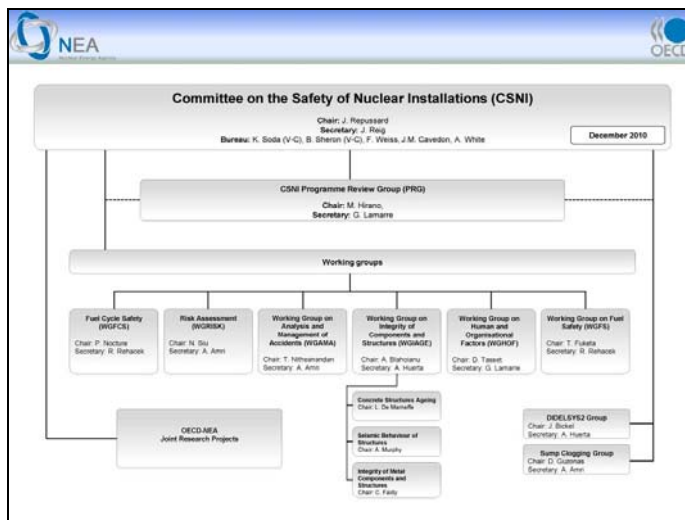 NEA
Nuclear Energy Agency
OECD
Committee on the Safety of Nuclear Installations (CSNI)
Chair: J. Repussard
Secretary: J. Reig
Bureau: K. Soda (V-C), B. Sheron (V-C), F. Weiss, J.M. Cavedon, A. White
December 2010
CSNI Programme Review Group (PRG)
Chair: M. Hirano,
Secretary: G. Lamarre
Working groups
Fuel Cycle Safety
(WGFCS)
Chair: P. Nocture
Secretary: R. Rehacek
Risk Assessment
(WGRISK)
Chair: N. Siu
Secretary: A. Amri
Working Group on
Analysis and
Management of
Accidents (WGAMA)
Chair: T. Nitheanandan
Secretary: A. Amri
Working Group on
Integrity of
Components and
Structures (WGIAGE)
Chair: A. Blahoianu
Secretary: A. Huerta
Working Group on
Human and
Organisational
Factors (WGHOF)
Chair: D. Tasset
Secretary: G. Lamarre
Working Group on Fuel
Safety (WGFS)
Chair: T. Fuketa
Secretary: R. Rehacek
Concrete Structures Ageing
Chair: L. De Marneffe
Seismic Behaviour of
Structures
Chair: A. Murphy
Integrity of Metal
Components and
Structures
Chair: C. Faidy
OECD-NEA
Joint Research Projects
DIDELSYS2 Group
Chair: J. Bickel
Secretary: A. Huerta
Sump Clogging Group
Chair: D. Guzonas
Secretary: A. Amri